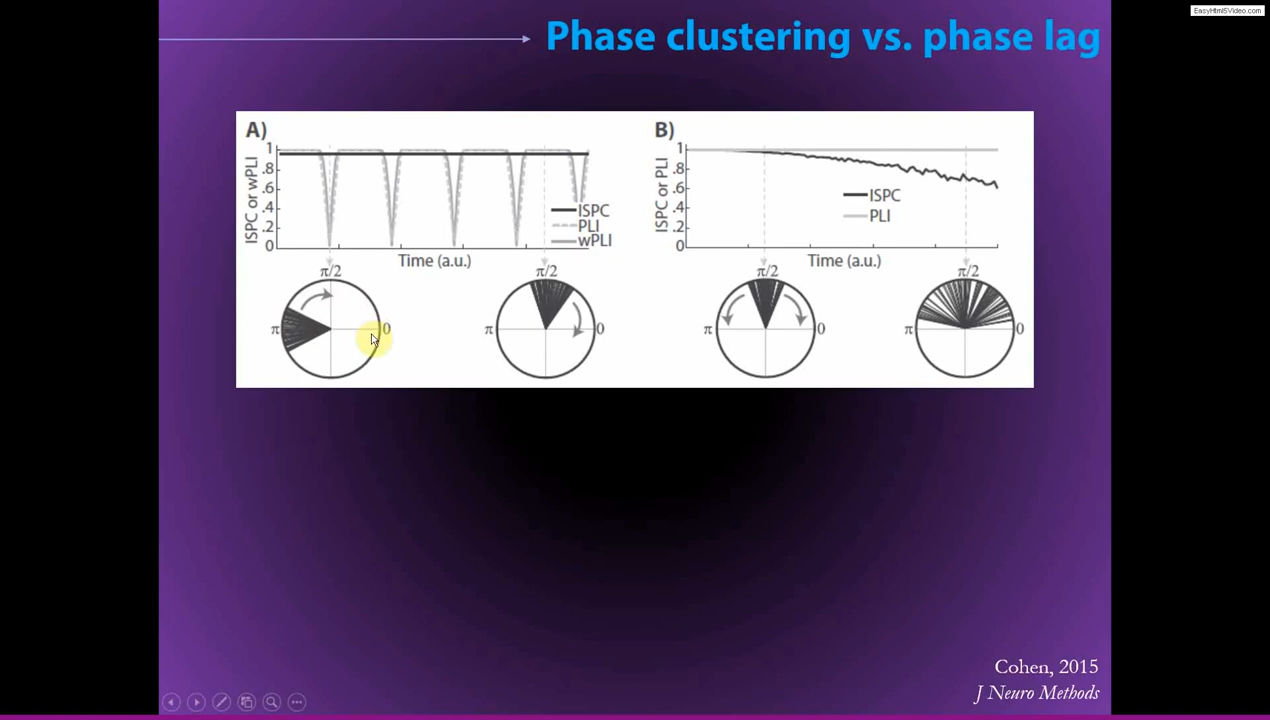 EasyHtml5Video.com
Phase clustering vs. phase lag
A)
ISPC or wPLI
1
.8
.6
.4
.2
0
ISPC
PLI
wPLI
Time (a.u.)
π/2
π
0
π/2
π
0
B)
ISPC or PLI
1
.8
.6
.4
.2
0
ISPC
PLI
Time (a.u.)
π/2
π
0
π/2
π
0
Cohen, 2015
J Neuro Methods